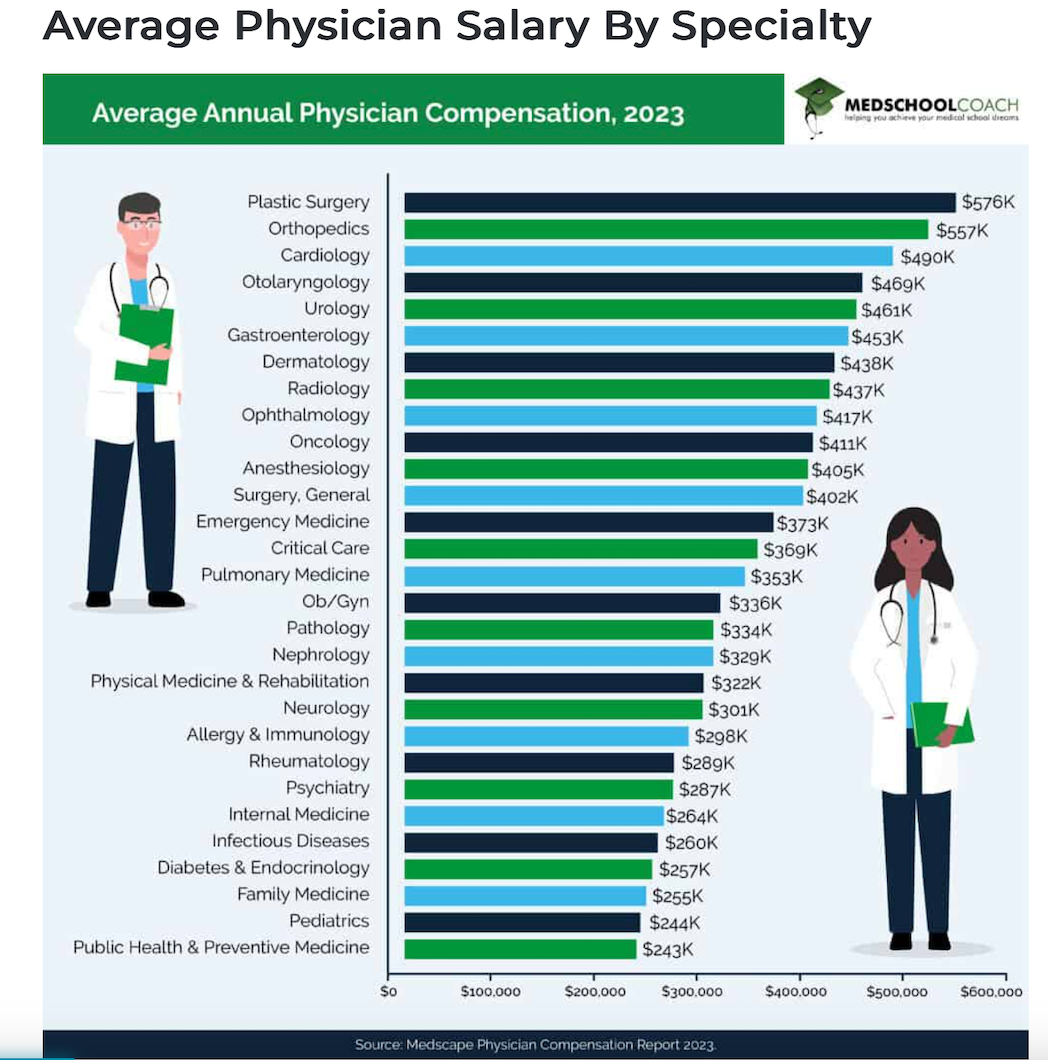 Average Physician Salary By Specialty
Average Annual Physician Compensation, 2023
MEDSCHOOLCOACH
helping you achieve your medical school dreams
Plastic Surgery $576K
Orthopedics $557K
Cardiology $490K
Otolaryngology $469K
Urology $461K
Gastroenterology $453K
Dermatology $438K
Radiology $437K
Ophthalmology $417K
Oncology $411K
Anesthesiology $405K
Surgery, General $402K
Emergency Medicine $373K
Critical Care $369K
Pulmonary Medicine $353K
Ob/Gyn $336K
Pathology $334K
Nephrology $329K
Physical Medicine & Rehabilitation $322K
Neurology $301K
Allergy & Immunology $298K
Rheumatology $289K
Psychiatry $287K
Internal Medicine $264K
Infectious Diseases $260K
Diabetes & Endocrinology $257K
Family Medicine $255K
Pediatrics $244K
Public Health & Preventive Medicine $243K
$0 $100,000 $200,000 $300,000 $400,000 $500,000 $600,000
Source: Medscape Physician Compensation Report 2023.